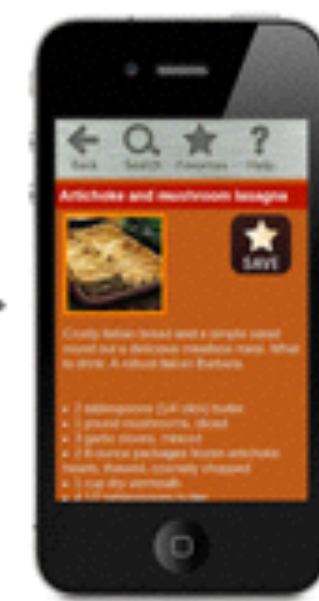 Back Search Favorites Help
Artichoke and mushroom lasagna
SAVE
Crusty Italian bread and a simple salad
round out a delicious meatless meal. What
to drink: A robust Italian Barbera.
• 2 tablespoons (1/4 stick) butter
• 1 pound mushrooms, sliced
• 3 garlic cloves, minced
• 2 8-ounce packages frozen artichoke
hearts, thawed, coarsely chopped
• 1 cup dry vermouth